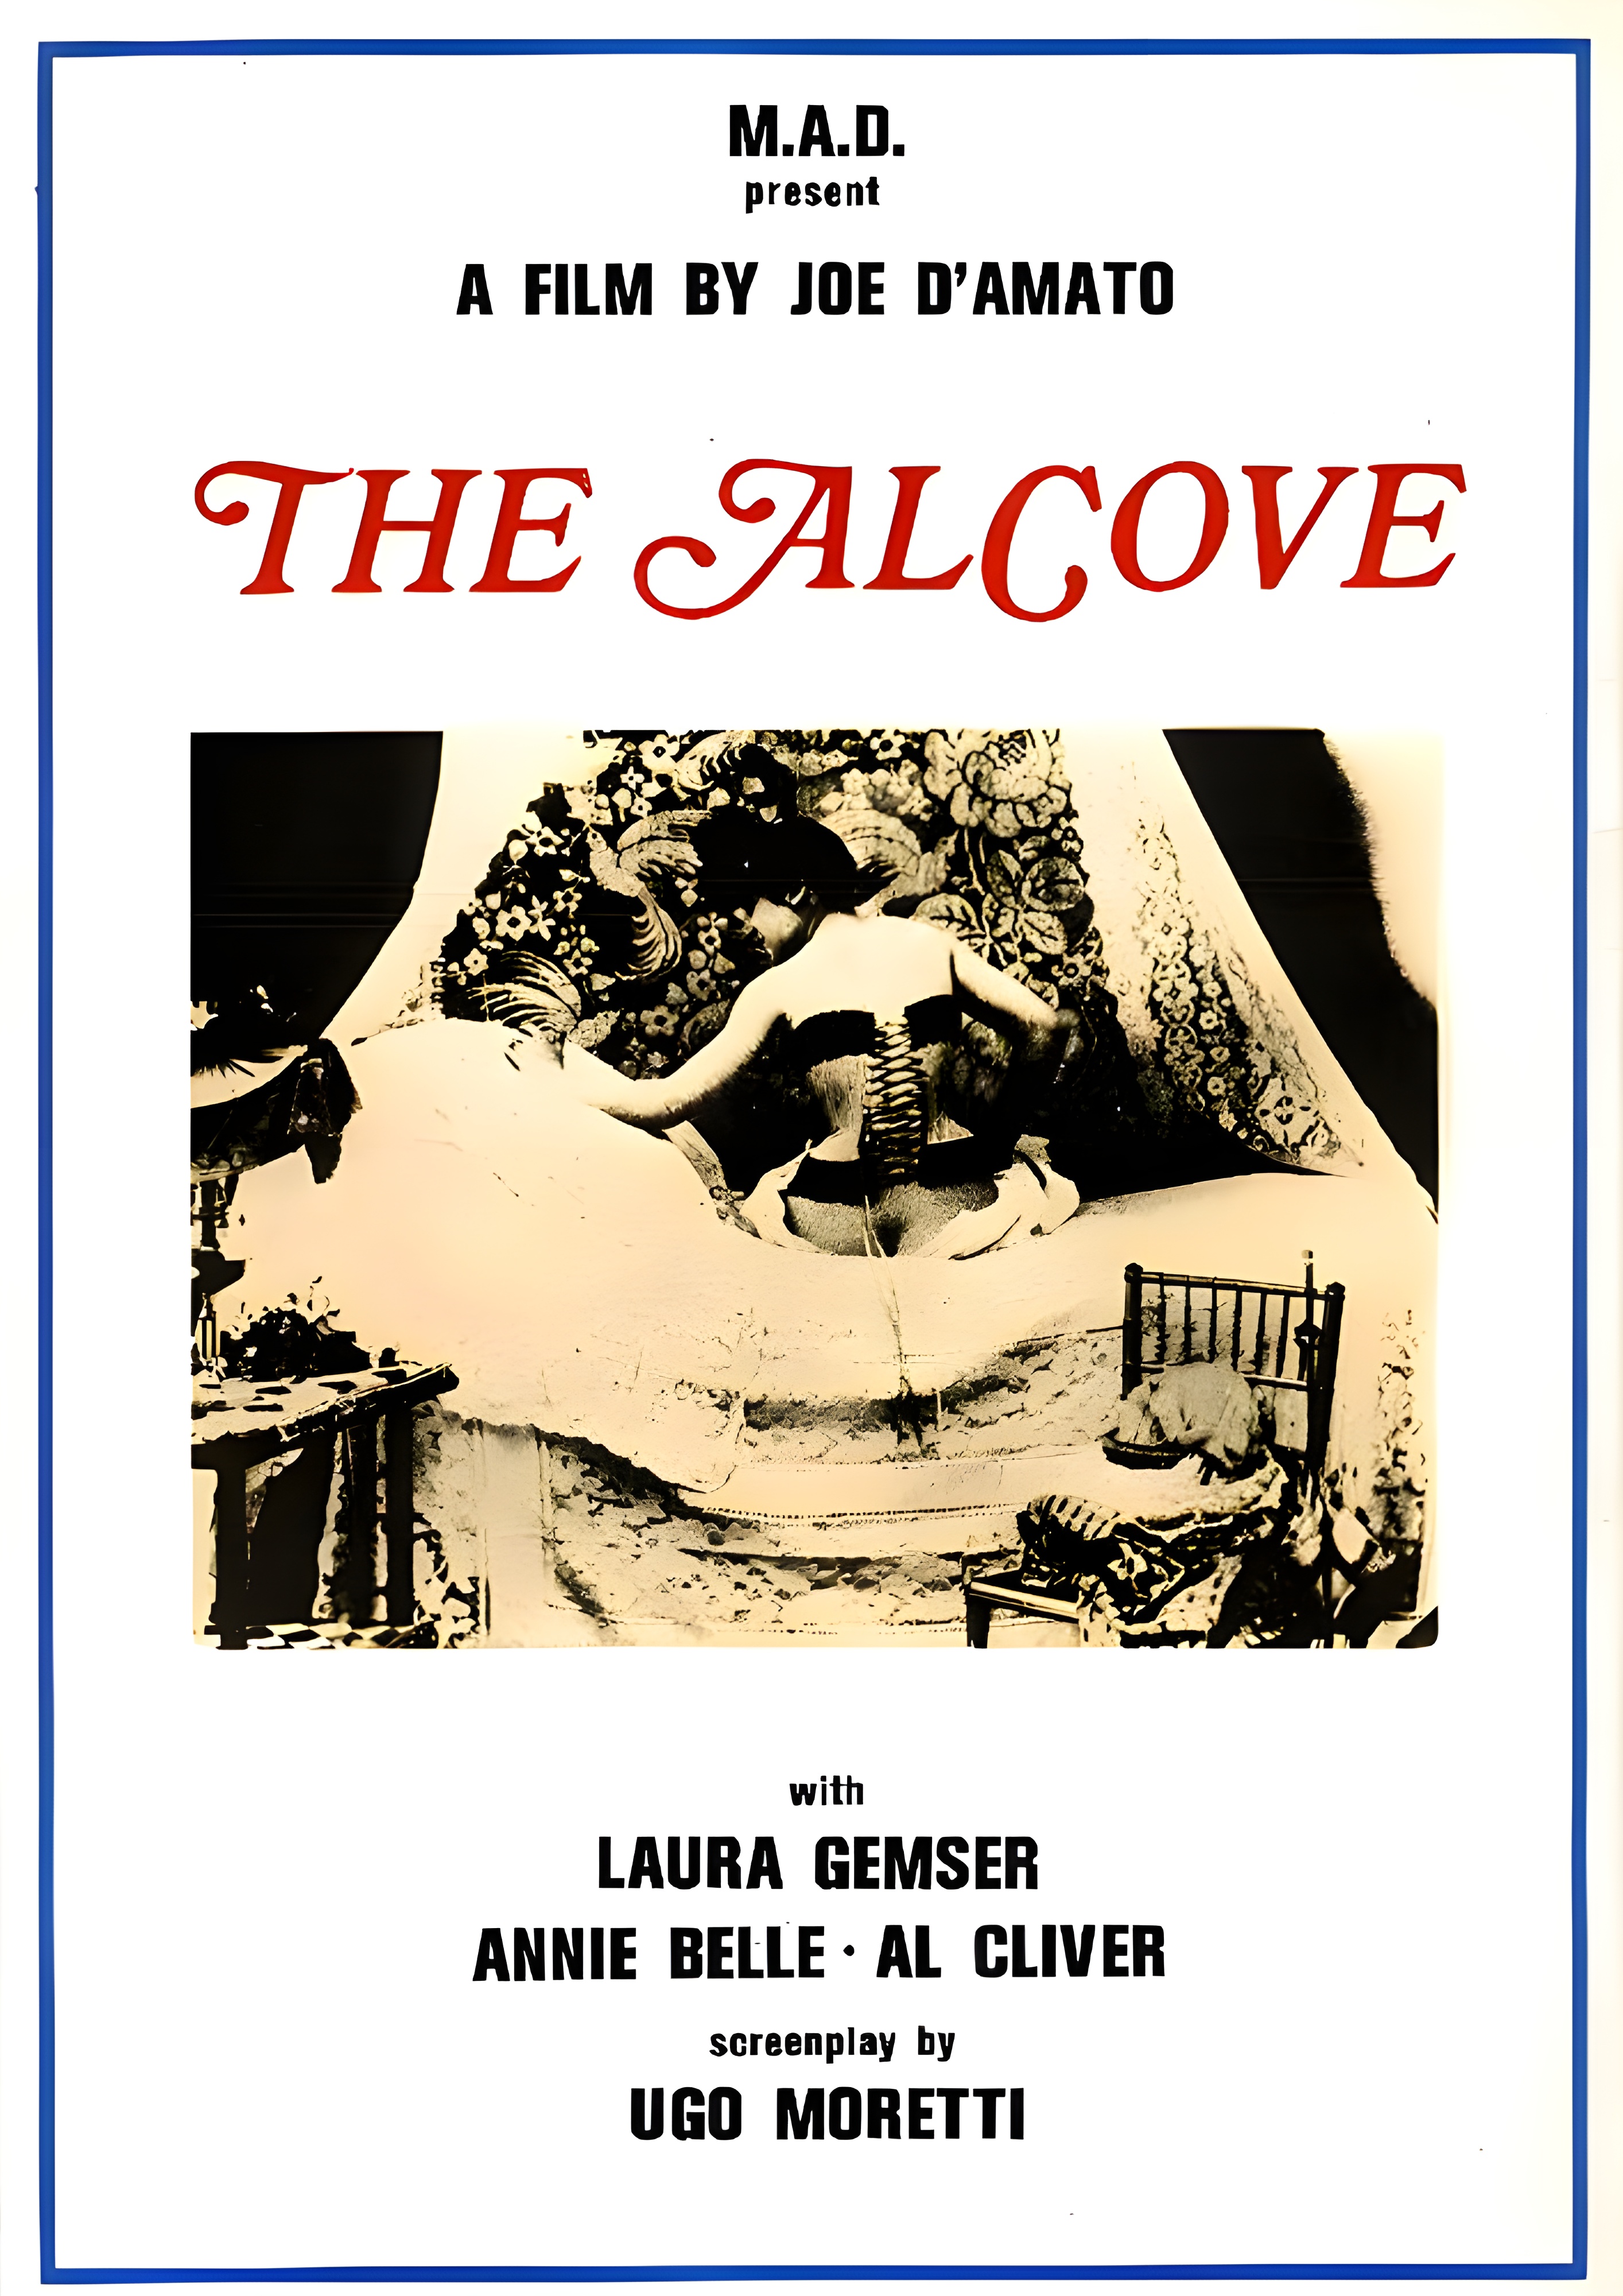 M.A.D.
present
A FILM BY JOE D'AMATO
THE ALCOVE
with
LAURA GEMSER
ANNIE BELLE · AL CLIVER
screenplay by
UGO MORETTI